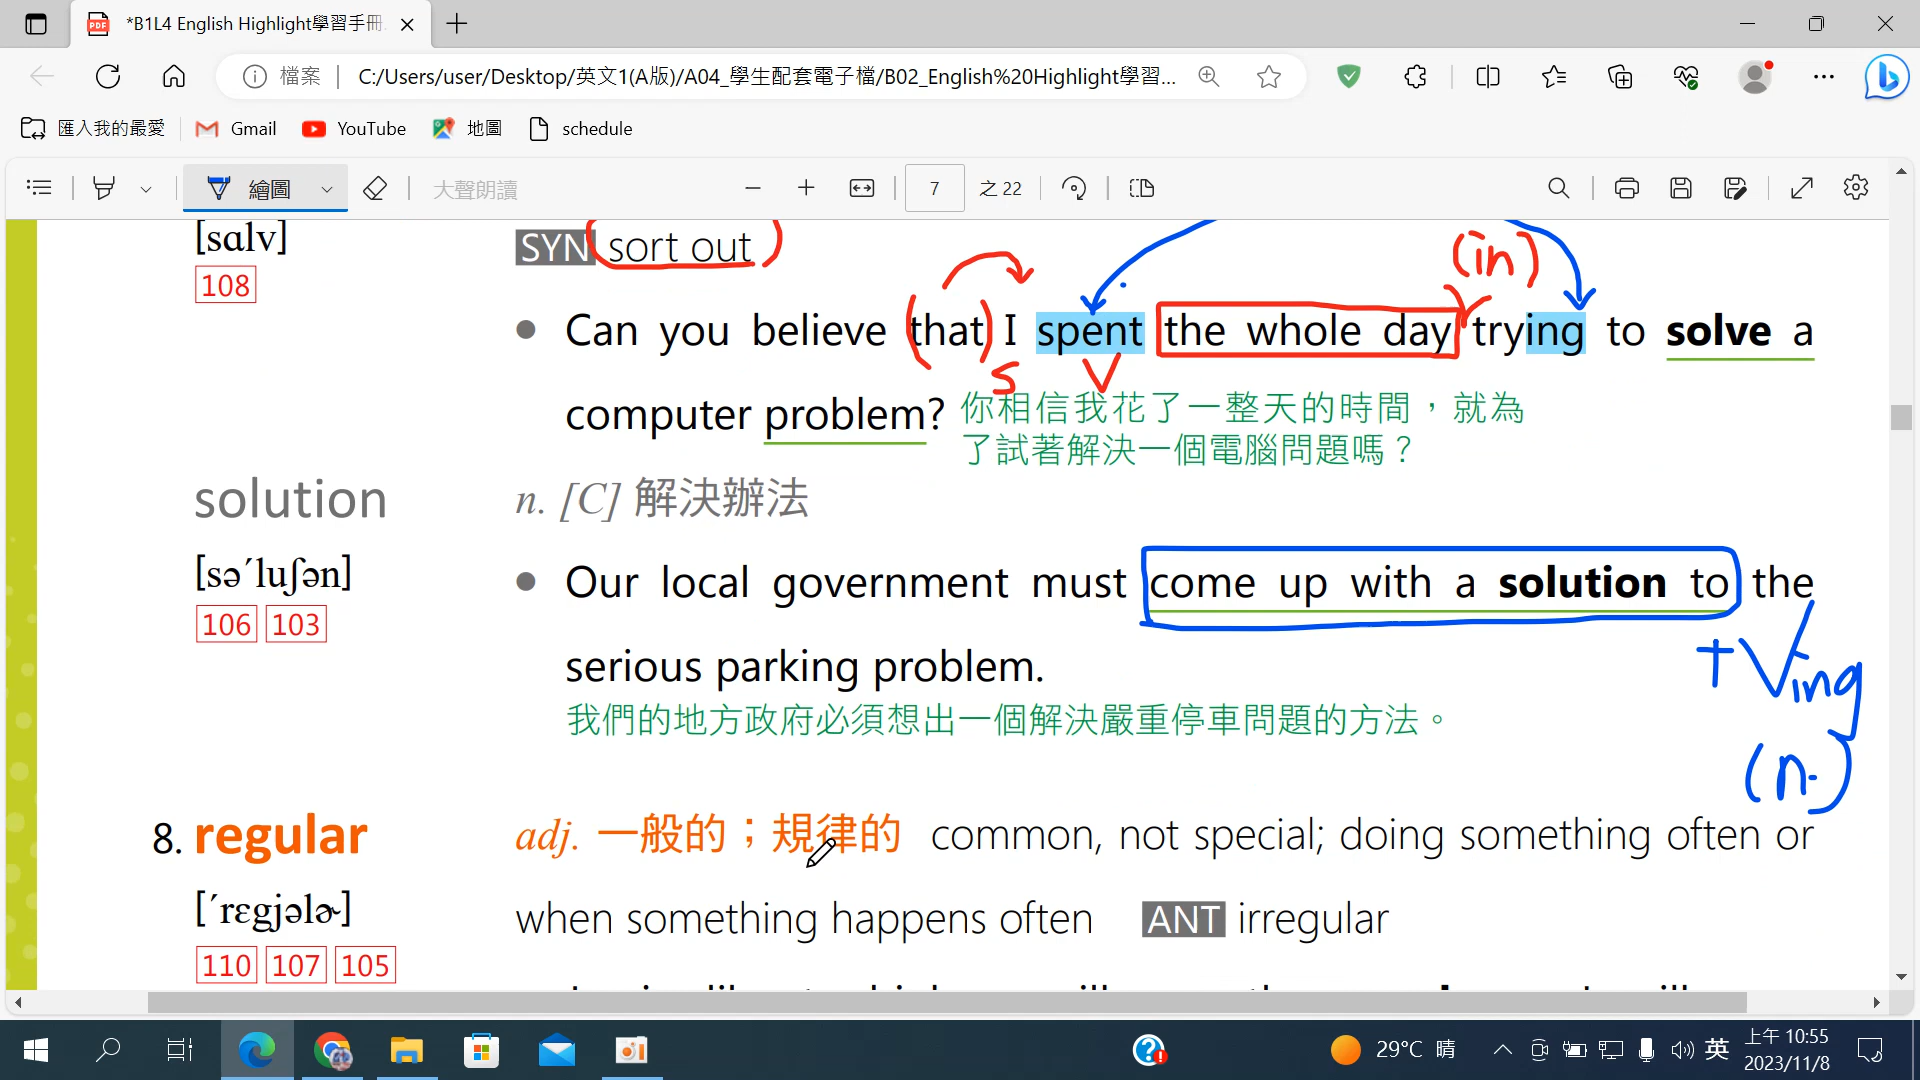 *B1L4 English Highlight學習手冊
檔案
C:/Users/user/Desktop/英文1(A版)/A04_學生配套電子檔/B02_English%20Highlight學習...
匯入我的最愛
Gmail
YouTube
地圖
schedule
繪圖
大聲朗讀
7
之 22
[sɑlv]
SYN sort out
(in)
108
Can you believe (that) I spent the whole day trying to solve a
S V
computer problem? 你相信我花了一整天的時間，就為
了試著解決一個電腦問題嗎？
solution
n. [C] 解決辦法
[səˊluʃən]
Our local government must come up with a solution to the
106 103
+ Ving
serious parking problem.
我們的地方政府必須想出一個解決嚴重停車問題的方法。
(n.)
8. regular
adj. 一般的；規律的 common, not special; doing something often or
[ˊrɛgjələ˞]
when something happens often ANT irregular
110 107 105
29°C 晴
英
上午 10:55
2023/11/8